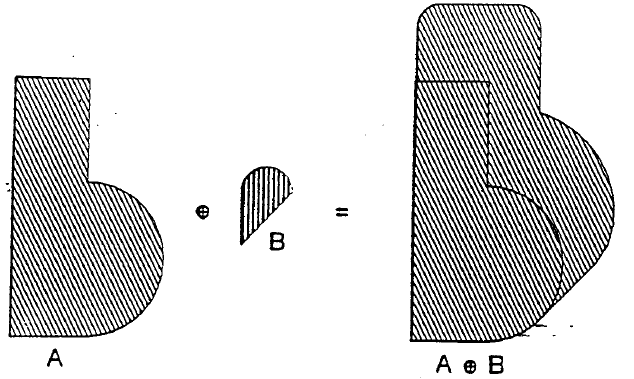 ⊕ B =
A A ⊕ B